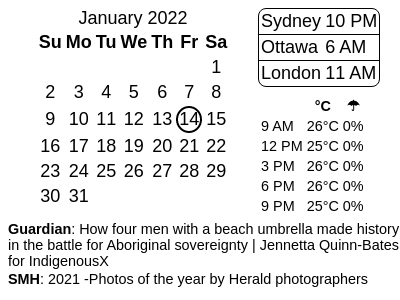 January 2022
Su Mo Tu We Th Fr Sa
1
2 3 4 5 6 7 8
9 10 11 12 13 14 15
16 17 18 19 20 21 22
23 24 25 26 27 28 29
30 31
Sydney 10 PM
Ottawa 6 AM
London 11 AM
°C ☂
9 AM 26°C 0%
12 PM 25°C 0%
3 PM 26°C 0%
6 PM 26°C 0%
9 PM 25°C 0%
Guardian: How four men with a beach umbrella made history
in the battle for Aboriginal sovereignty | Jennetta Quinn-Bates
for IndigenousX
SMH: 2021 -Photos of the year by Herald photographers